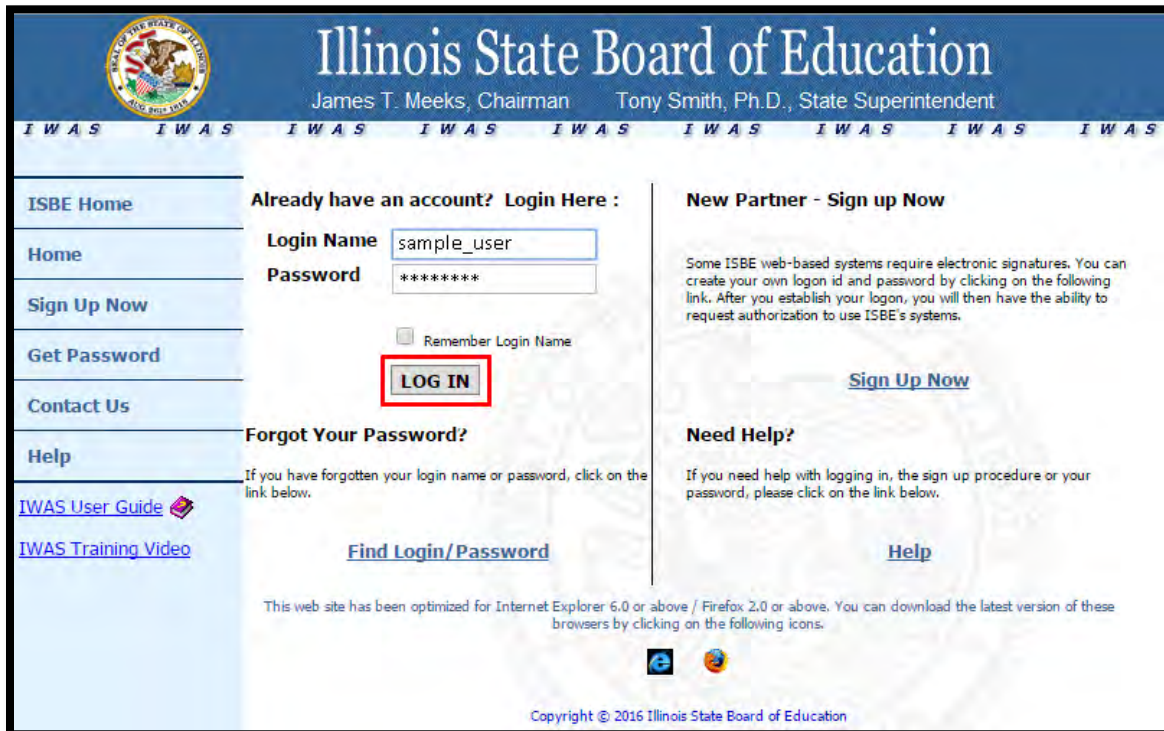 Illinois State Board of Education
James T. Meeks, Chairman Tony Smith, Ph.D., State Superintendent
IWAS IWAS IWAS IWAS IWAS IWAS IWAS IWAS IWAS
ISBE Home
Home
Sign Up Now
Get Password
Contact Us
Help
IWAS User Guide
IWAS Training Video
Already have an account? Login Here :
Login Name sample_user
Password ********
Remember Login Name
LOG IN
Forgot Your Password?
If you have forgotten your login name or password, click on the
link below.
Find Login/Password
New Partner - Sign up Now
Some ISBE web-based systems require electronic signatures. You can
create your own logon id and password by clicking on the following
link. After you establish your logon, you will then have the ability to
request authorization to use ISBE's systems.
Sign Up Now
Need Help?
If you need help with logging in, the sign up procedure or your
password, please click on the link below.
Help
This web site has been optimized for Internet Explorer 6.0 or above / Firefox 2.0 or above. You can download the latest version of these
browsers by clicking on the following icons.
Copyright © 2016 Illinois State Board of Education